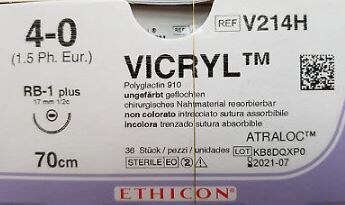 4-0
(1.5 Ph. Eur.)
RB-1 plus
17 mm 1/2c
70cm
REF V214H
VICRYL™
Polyglactin 910
ungefärbt geflochten
chirurgisches Nahtmaterial resorbierbar
non colorato intrecciato sutura assorbibile
incolora trenzado sutura absorbible
ATRALOC™
36 Stück / pezzi / unidades LOT KB8DQXP0
STERILE EO 2 2021-07
ETHICON